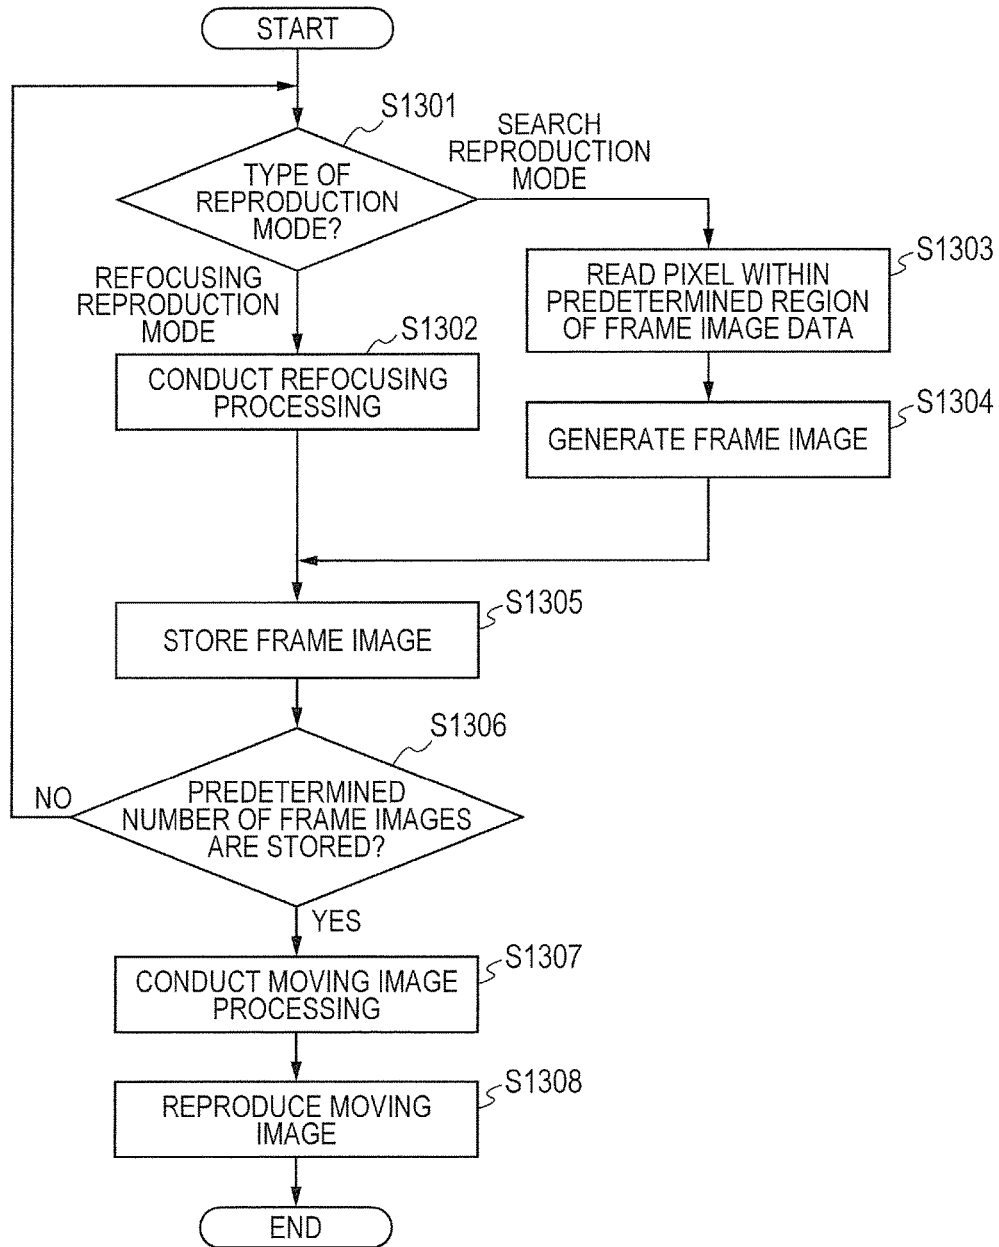 START
S1301
TYPE OF
REPRODUCTION
MODE?
SEARCH
REPRODUCTION
MODE
REFOCUSING
REPRODUCTION
MODE
S1302
CONDUCT REFOCUSING
PROCESSING
S1303
READ PIXEL WITHIN
PREDETERMINED REGION
OF FRAME IMAGE DATA
S1304
GENERATE FRAME IMAGE
S1305
STORE FRAME IMAGE
S1306
PREDETERMINED
NUMBER OF FRAME IMAGES
ARE STORED?
NO
YES
S1307
CONDUCT MOVING IMAGE
PROCESSING
S1308
REPRODUCE MOVING
IMAGE
END